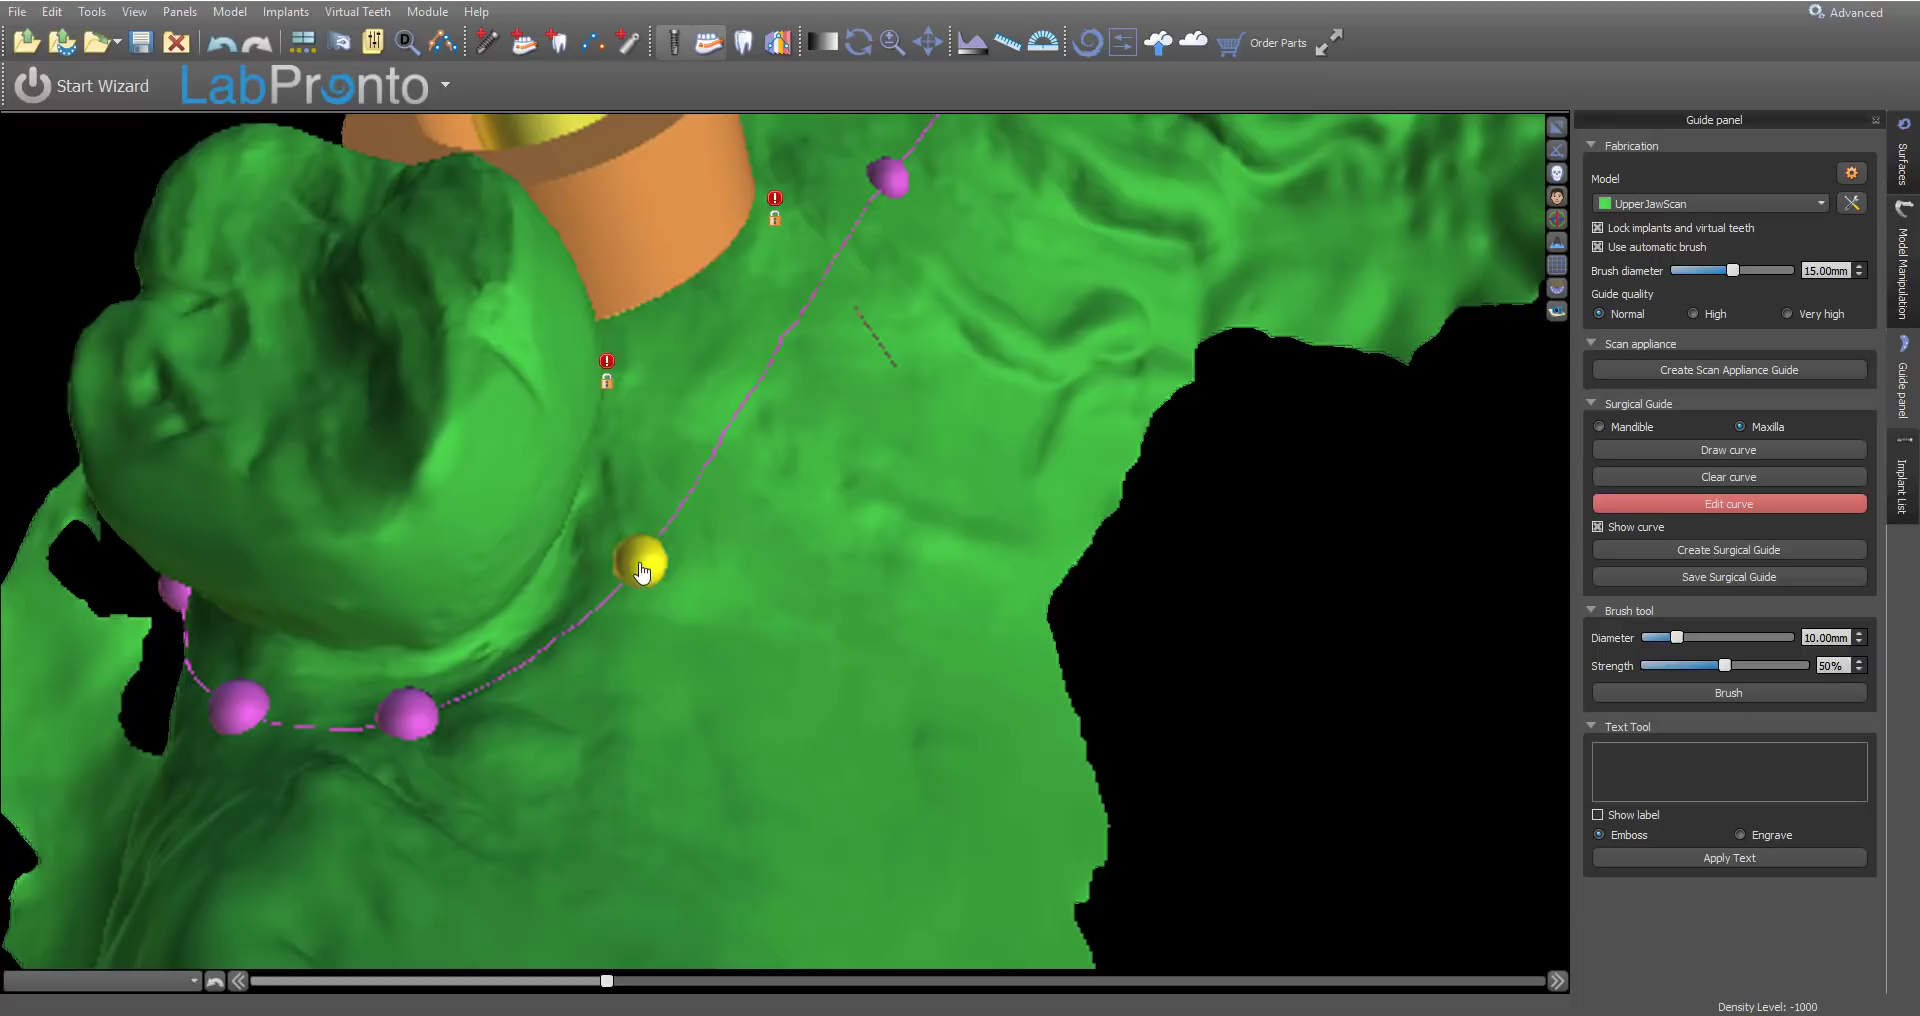 File Edit Tools View Panels Model Implants Virtual Teeth Module Help
Advanced
Order Parts
Start Wizard LabPronto
Guide panel
Fabrication
Model
UpperJawScan
Lock implants and virtual teeth
Use automatic brush
Brush diameter 15.00mm
Guide quality
Normal High Very high
Scan appliance
Create Scan Appliance Guide
Surgical Guide
Mandible Maxilla
Draw curve
Clear curve
Edit curve
Show curve
Create Surgical Guide
Save Surgical Guide
Brush tool
Diameter 10.00mm
Strength 50%
Brush
Text Tool
Show label
Emboss Engrave
Apply Text
Surfaces
Model Manipulation
Guide panel
Implant List
Density Level: -1000